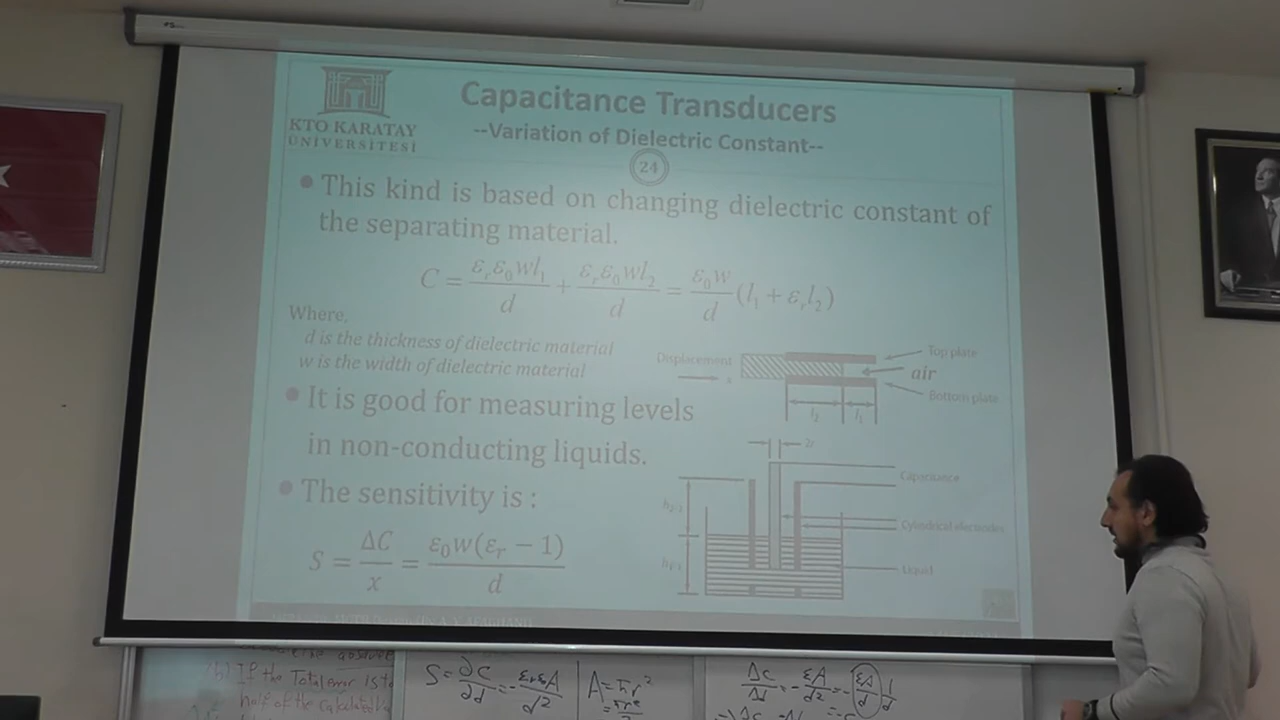 KTO KARATAY
ÜNİVERSİTESİ
Capacitance Transducers
--Variation of Dielectric Constant--
24
• This kind is based on changing dielectric constant of
the separating material.
C = εrε0wl1/d + εrε0wl2/d = ε0w/d (l1 + εrl2)
Where,
d is the thickness of dielectric material
w is the width of dielectric material
• It is good for measuring levels
in non-conducting liquids.
• The sensitivity is :
S = ΔC/x = ε0w(εr − 1)/d
Displacement
x
Top plate
air
Bottom plate
l2 l1
2r
Capacitance
Cylindrical electrodes
Liquid
If the Total error is
half of the calculated
S = ∂C/∂d = - εrεA/d²
A = πr²
ΔC/Δd = - εA/d² = - εA/d 1/d